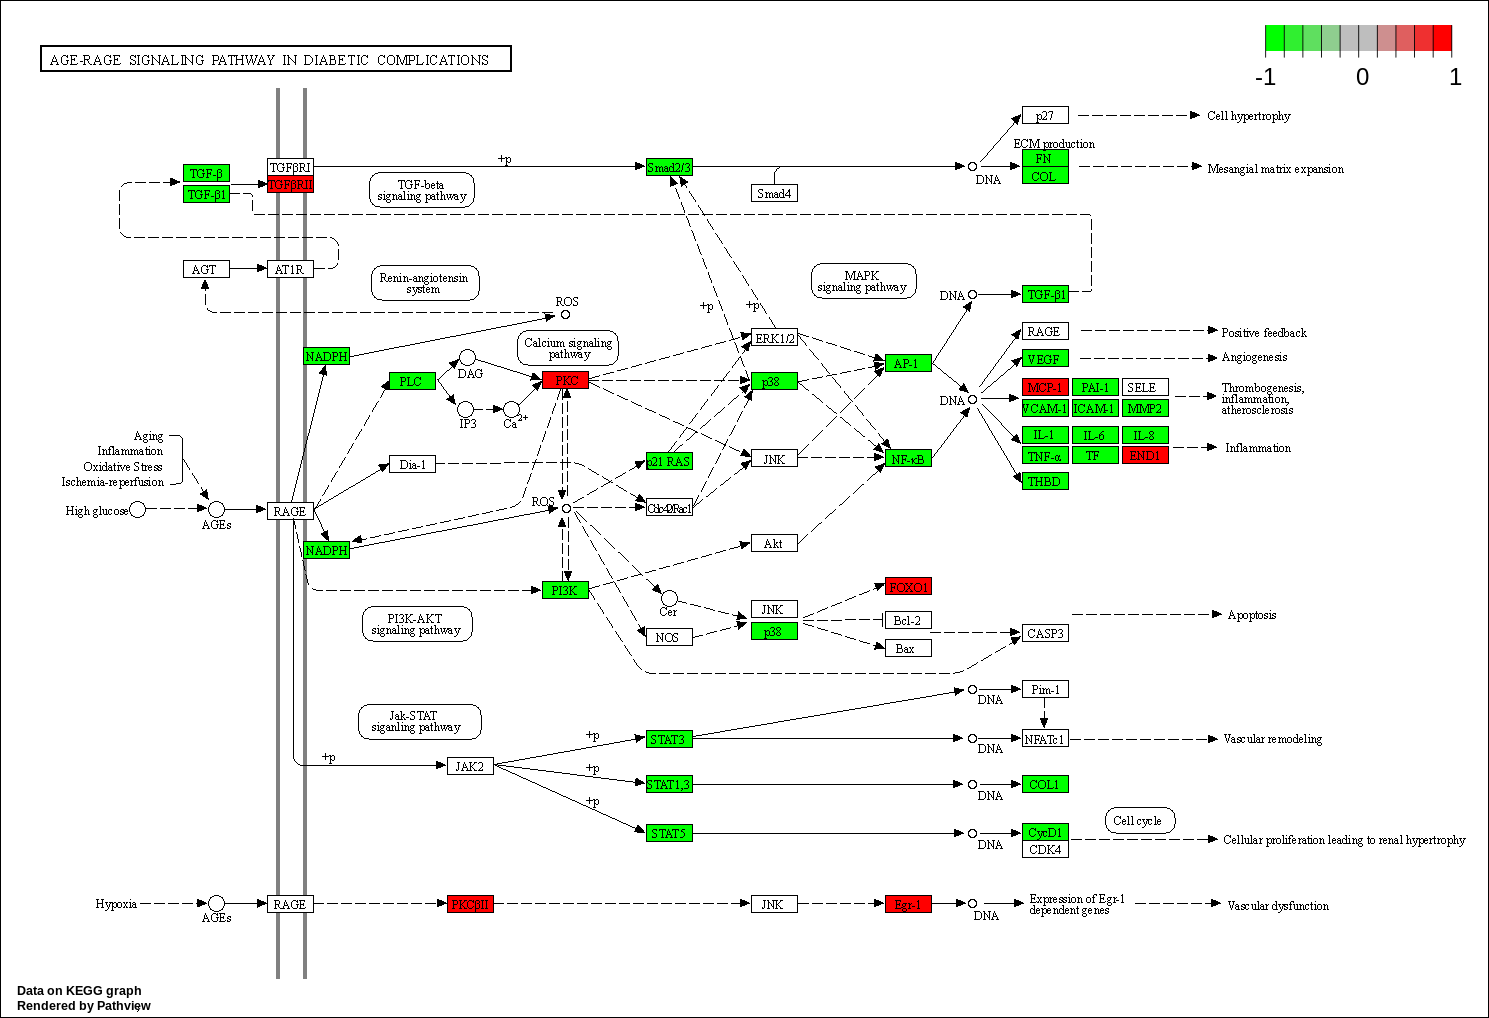 AGE-RAGE SIGNALING PATHWAY IN DIABETIC COMPLICATIONS
-1 0 1
p27
Cell hypertrophy
ECM production
TGF-β
TGFβRI
+p
Smad2/3
DNA
FN
Mesangial matrix expansion
TGF-β1
TGFβRII
TGF-beta
signaling pathway
Smad4
COL
AGT
AT1R
Renin-angiotensin
system
MAPK
signaling pathway
DNA
TGF-β1
ROS
+p
+p
RAGE
Positive feedback
NADPH
Calcium signaling
pathway
ERK1/2
AP-1
VEGF
Angiogenesis
PLC
DAG
PKC
p38
MCP-1
PAI-1
SELE
Thrombogenesis,
inflammation,
atherosclerosis
IP3
Ca2+
DNA
VCAM-1
ICAM-1
MMP2
Aging
Inflammation
Oxidative Stress
Ischemia-reperfusion
IL-1
IL-6
IL-8
Inflammation
Dia-1
p21 RAS
JNK
NF-κB
TNF-α
TF
END1
THBD
High glucose
AGEs
RAGE
ROS
Cdc42/Rac1
NADPH
Akt
PI3K
Cer
FOXO1
PI3K-AKT
signaling pathway
NOS
JNK
p38
Bcl-2
Bax
CASP3
Apoptosis
Jak-STAT
siganling pathway
DNA
Pim-1
+p
JAK2
+p
STAT3
DNA
NFATc1
Vascular remodeling
+p
STAT1,3
DNA
COL1
+p
STAT5
DNA
CycD1
CDK4
Cell cycle
Cellular proliferation leading to renal hypertrophy
Hypoxia
AGEs
RAGE
PKCβII
JNK
Egr-1
DNA
Expression of Egr-1
dependent genes
Vascular dysfunction
Data on KEGG graph
Rendered by Pathview